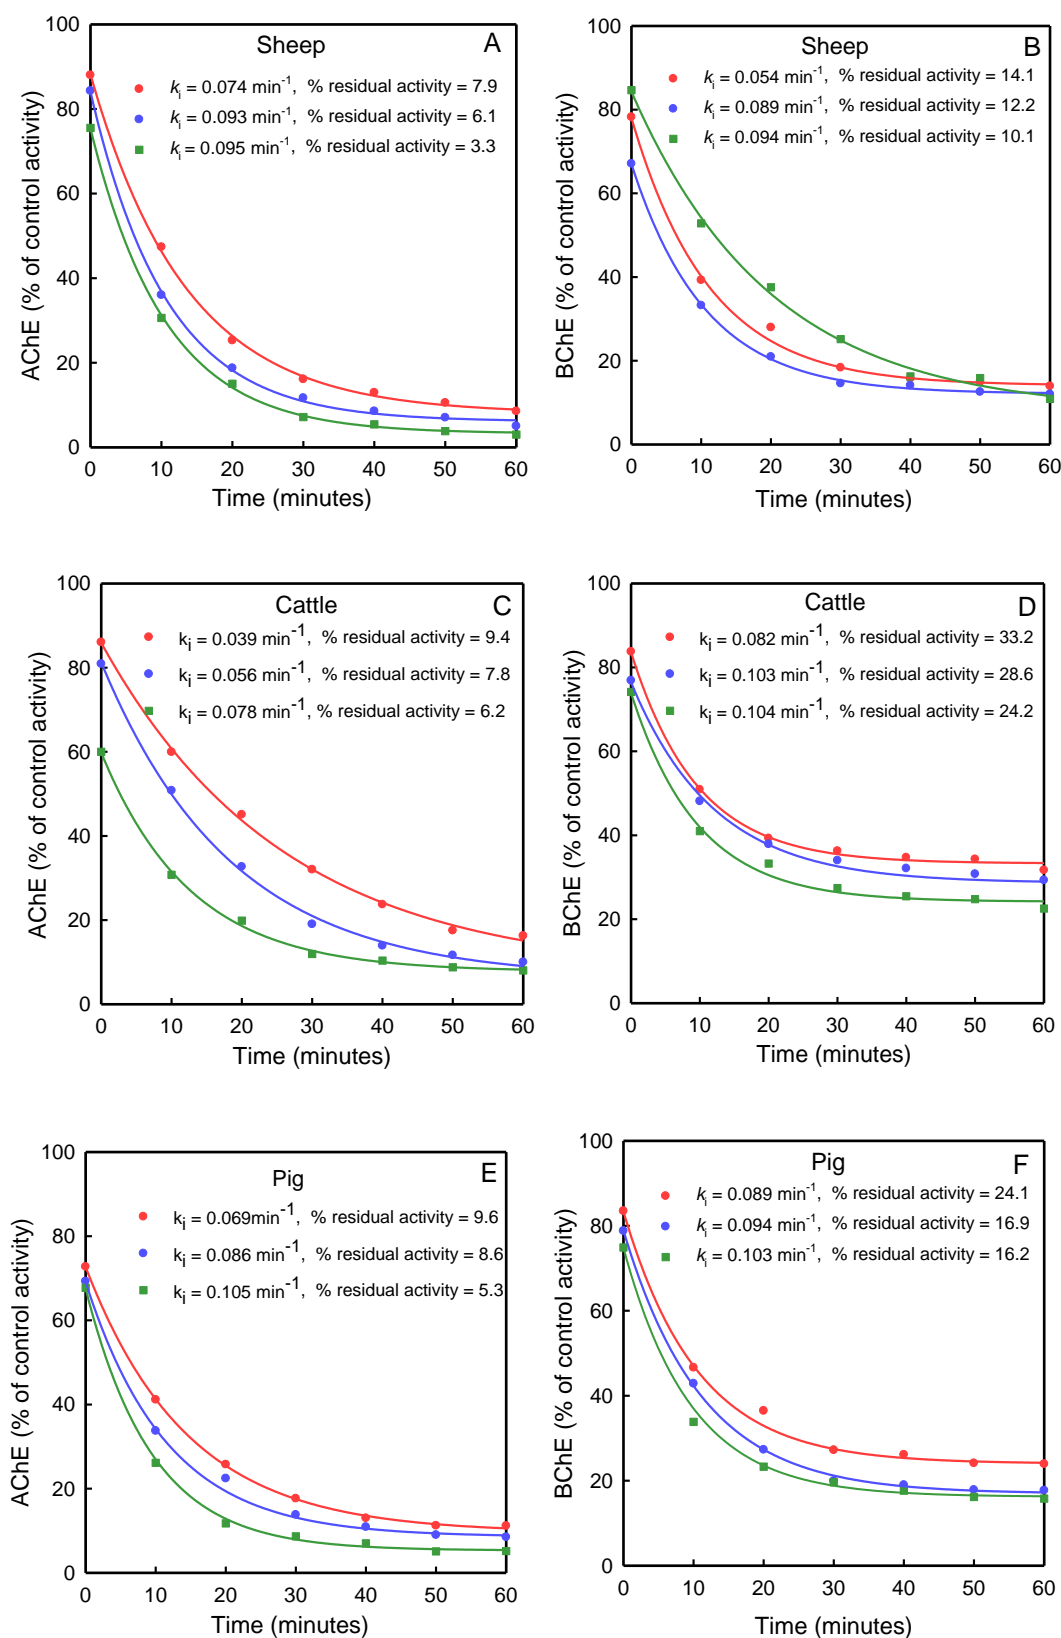 A
Sheep
kᵢ = 0.074 min⁻¹, % residual activity = 7.9
kᵢ = 0.093 min⁻¹, % residual activity = 6.1
kᵢ = 0.095 min⁻¹, % residual activity = 3.3
AChE (% of control activity)
100
80
60
40
20
0
0 10 20 30 40 50 60
Time (minutes)
B
Sheep
kᵢ = 0.054 min⁻¹, % residual activity = 14.1
kᵢ = 0.089 min⁻¹, % residual activity = 12.2
kᵢ = 0.094 min⁻¹, % residual activity = 10.1
BChE (% of control activity)
100
80
60
40
20
0
0 10 20 30 40 50 60
Time (minutes)
C
Cattle
kᵢ = 0.039 min⁻¹, % residual activity = 9.4
kᵢ = 0.056 min⁻¹, % residual activity = 7.8
kᵢ = 0.078 min⁻¹, % residual activity = 6.2
AChE (% of control activity)
100
80
60
40
20
0
0 10 20 30 40 50 60
Time (minutes)
D
Cattle
kᵢ = 0.082 min⁻¹, % residual activity = 33.2
kᵢ = 0.103 min⁻¹, % residual activity = 28.6
kᵢ = 0.104 min⁻¹, % residual activity = 24.2
BChE (% of control activity)
100
80
60
40
20
0
0 10 20 30 40 50 60
Time (minutes)
E
Pig
kᵢ = 0.069min⁻¹, % residual activity = 9.6
kᵢ = 0.086 min⁻¹, % residual activity = 8.6
kᵢ = 0.105 min⁻¹, % residual activity = 5.3
AChE (% of control activity)
100
80
60
40
20
0
0 10 20 30 40 50 60
Time (minutes)
F
Pig
kᵢ = 0.089 min⁻¹, % residual activity = 24.1
kᵢ = 0.094 min⁻¹, % residual activity = 16.9
kᵢ = 0.103 min⁻¹, % residual activity = 16.2
BChE (% of control activity)
100
80
60
40
20
0
0 10 20 30 40 50 60
Time (minutes)